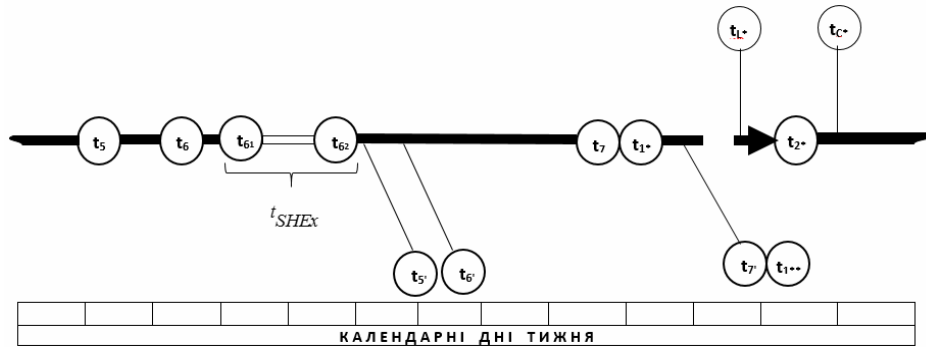 tL* tC*
t5 t6 t61 t62 t7 t1* t2*
tSHEx
t5' t6' t7' t1**
КАЛЕНДАРНІ ДНІ ТИЖНЯ